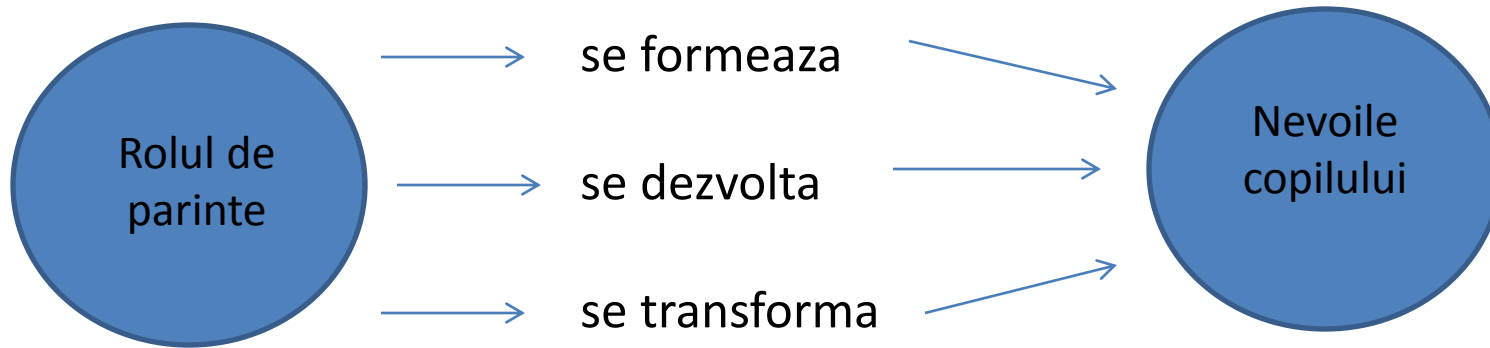 Rolul de
parinte
se formeaza
se dezvolta
se transforma
Nevoile
copilului